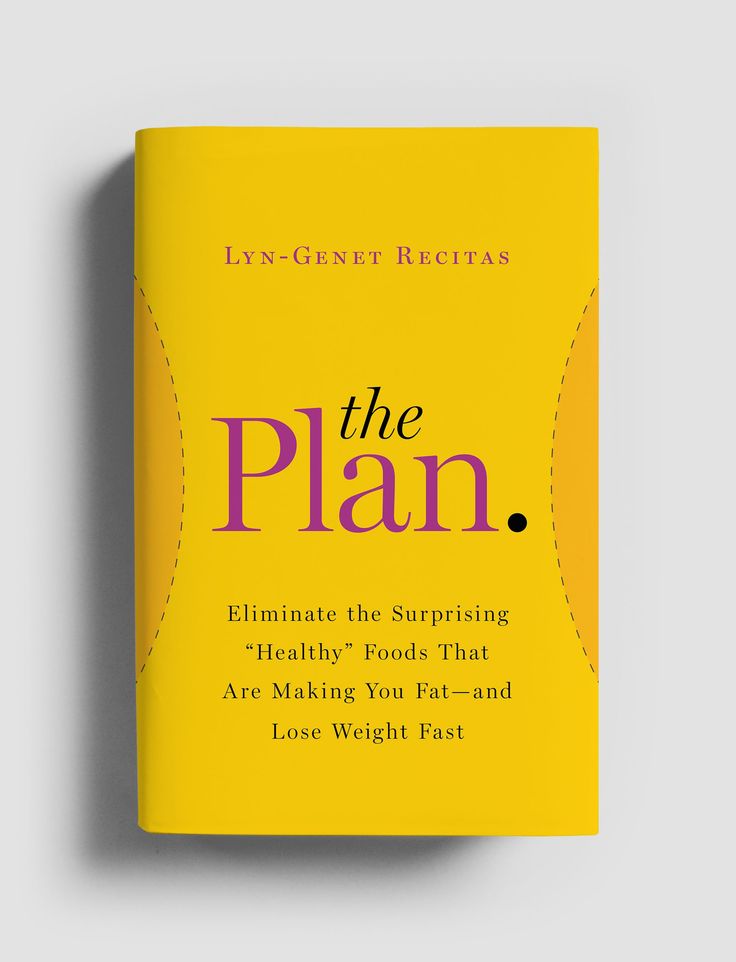 Lyn-Genet Recitas
the
Plan.
Eliminate the Surprising
“Healthy” Foods That
Are Making You Fat—and
Lose Weight Fast